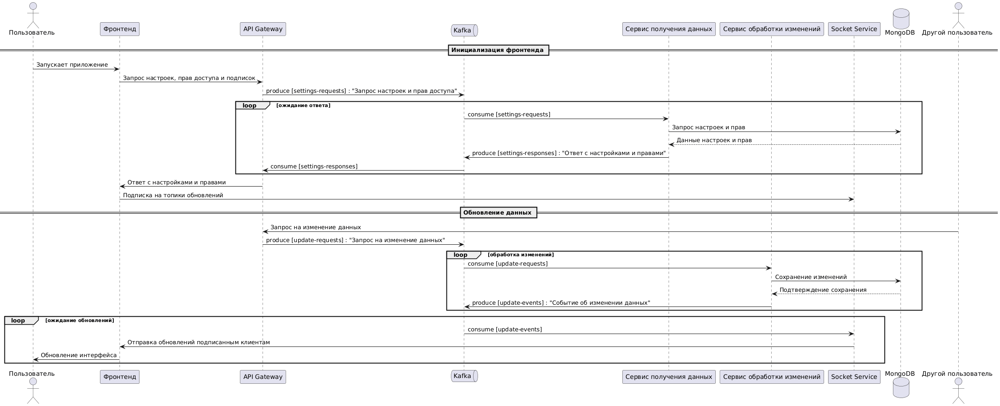 Пользователь
Фронтенд
API Gateway
Kafka
Сервис получения данных
Сервис обработки изменений
Socket Service
MongoDB
Другой пользователь
Инициализация фронтенда
Запускает приложение
Запрос настроек, прав доступа и подписок
produce [settings-requests] : "Запрос настроек и прав доступа"
loop [ожидание ответа]
consume [settings-requests]
Запрос настроек и прав
Данные настроек и прав
produce [settings-responses] : "Ответ с настройками и правами"
consume [settings-responses]
Ответ с настройками и правами
Подписка на топики обновлений
Обновление данных
Запрос на изменение данных
produce [update-requests] : "Запрос на изменение данных"
loop [обработка изменений]
consume [update-requests]
Сохранение изменений
Подтверждение сохранения
produce [update-events] : "Событие об изменении данных"
loop [ожидание обновлений]
consume [update-events]
Отправка обновлений подписанным клиентам
Обновление интерфейса
Пользователь
Фронтенд
API Gateway
Kafka
Сервис получения данных
Сервис обработки изменений
Socket Service
MongoDB
Другой пользователь